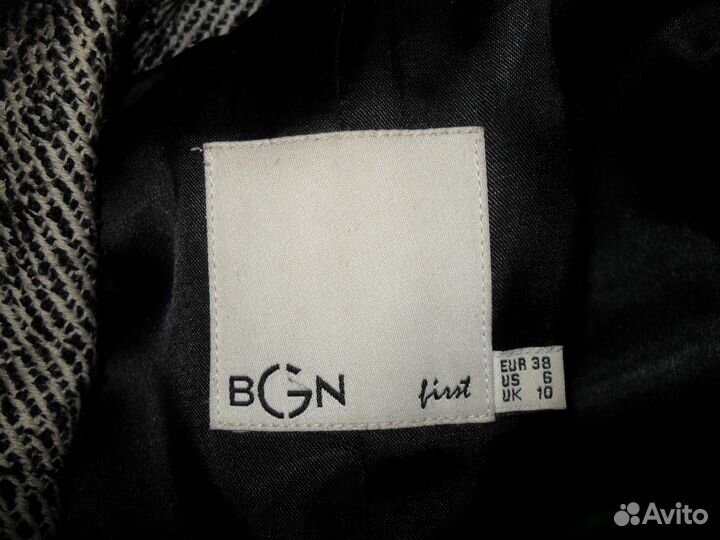 BGN first
EUR 38
US 6
UK 10
Avito